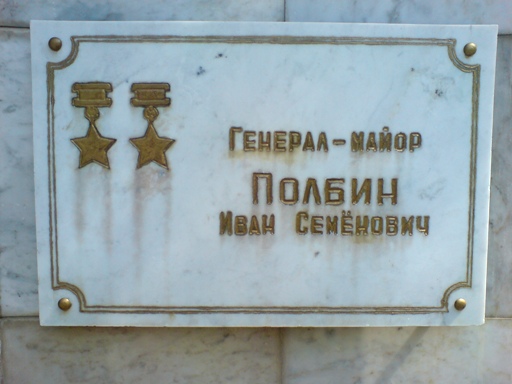 Генерал-майор
Полбин
Иван Семёнович